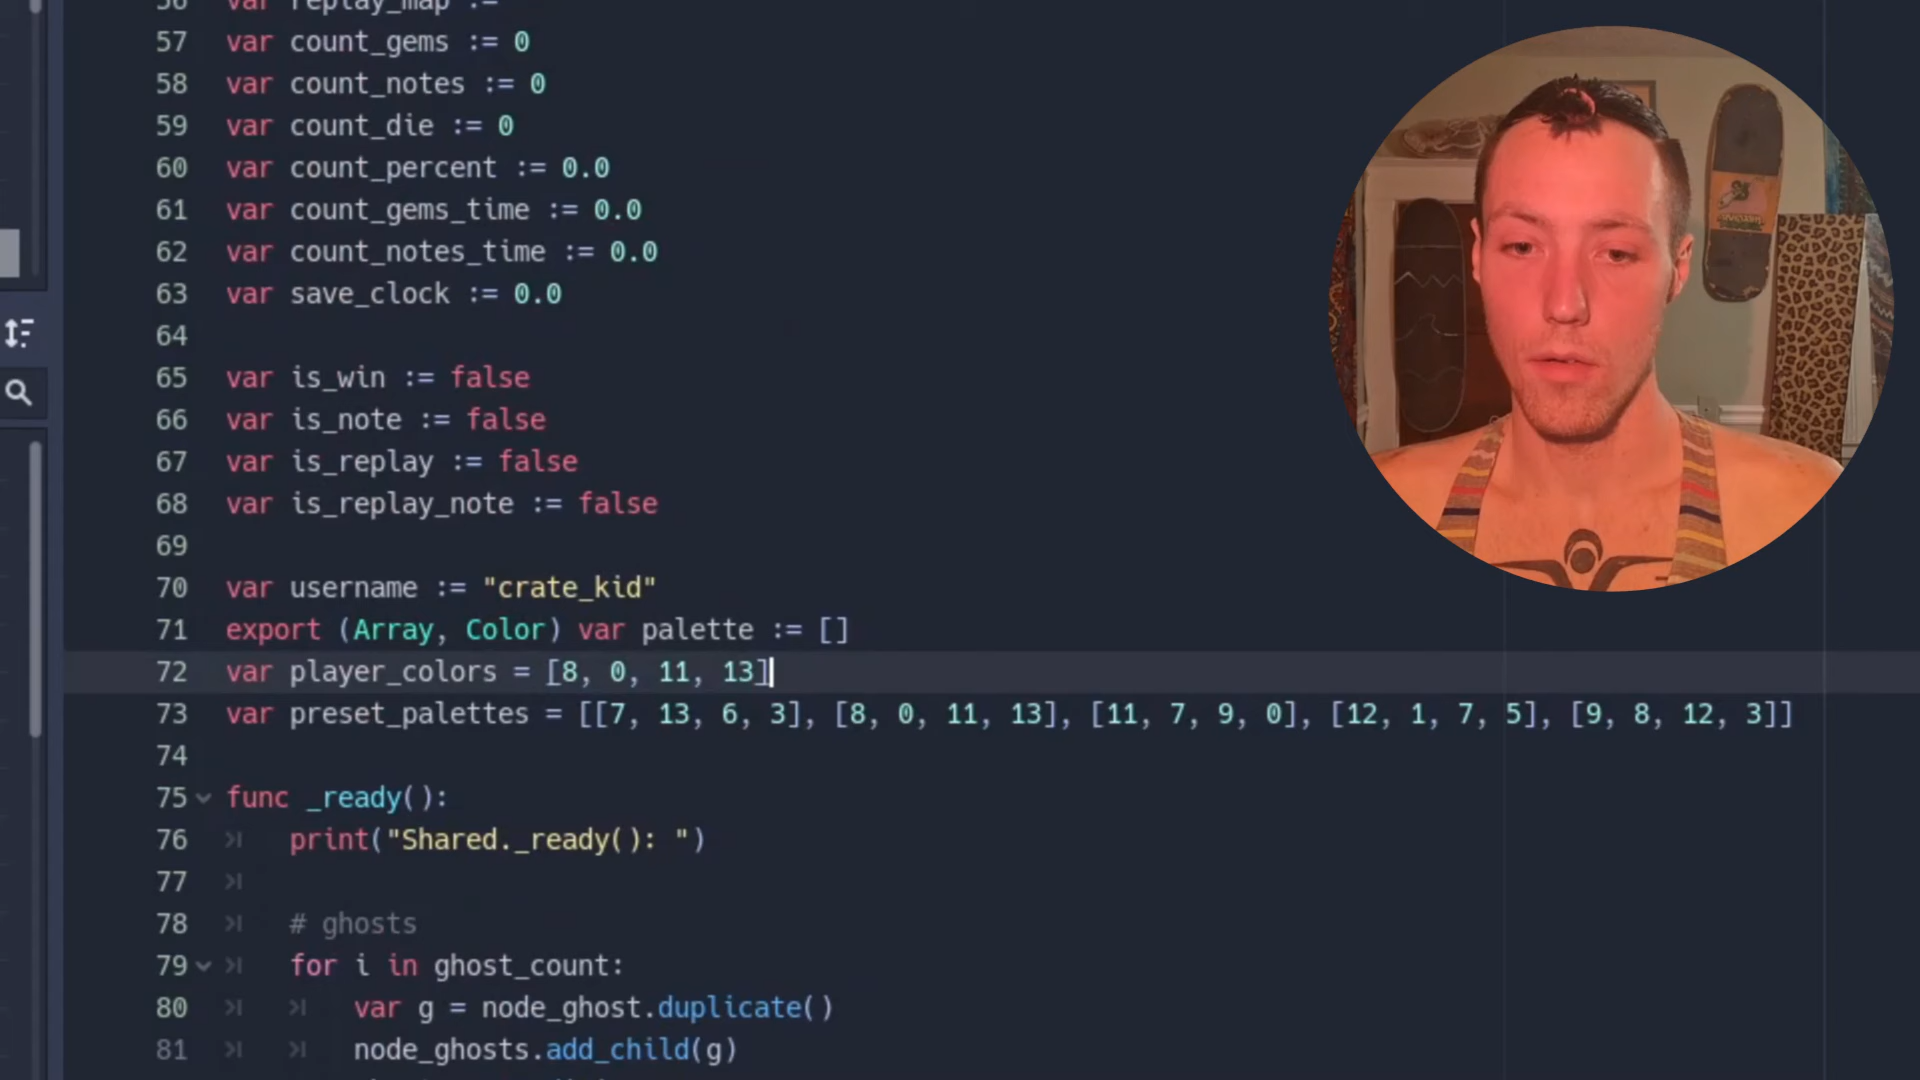 56 var replay_map :=
57 var count_gems := 0
58 var count_notes := 0
59 var count_die := 0
60 var count_percent := 0.0
61 var count_gems_time := 0.0
62 var count_notes_time := 0.0
63 var save_clock := 0.0
64
65 var is_win := false
66 var is_note := false
67 var is_replay := false
68 var is_replay_note := false
69
70 var username := "crate_kid"
71 export (Array, Color) var palette := []
72 var player_colors = [8, 0, 11, 13]
73 var preset_palettes = [[7, 13, 6, 3], [8, 0, 11, 13], [11, 7, 9, 0], [12, 1, 7, 5], [9, 8, 12, 3]]
74
75 func _ready():
76 print("Shared._ready(): ")
77
78 # ghosts
79 for i in ghost_count:
80 var g = node_ghost.duplicate()
81 node_ghosts.add_child(g)